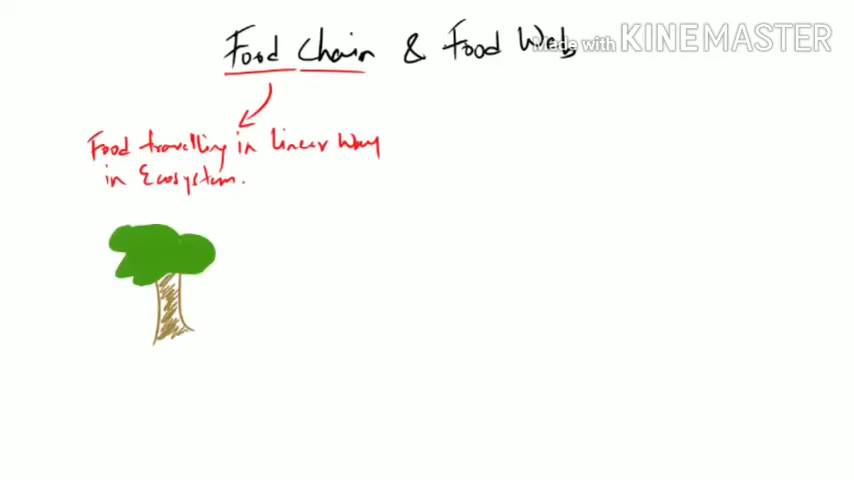 Food Chain & Food Web
Made with KINEMASTER
Food travelling in linear way
in Ecosystem.